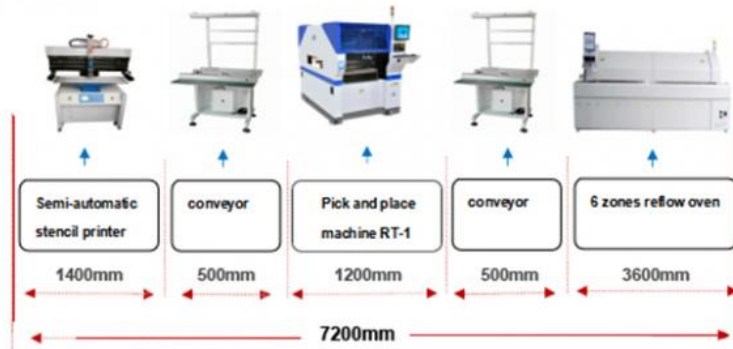 Semi-automatic
stencil printer
conveyor
Pick and place
machine RT-1
conveyor
6 zones reflow oven
1400mm
500mm
1200mm
500mm
3600mm
7200mm